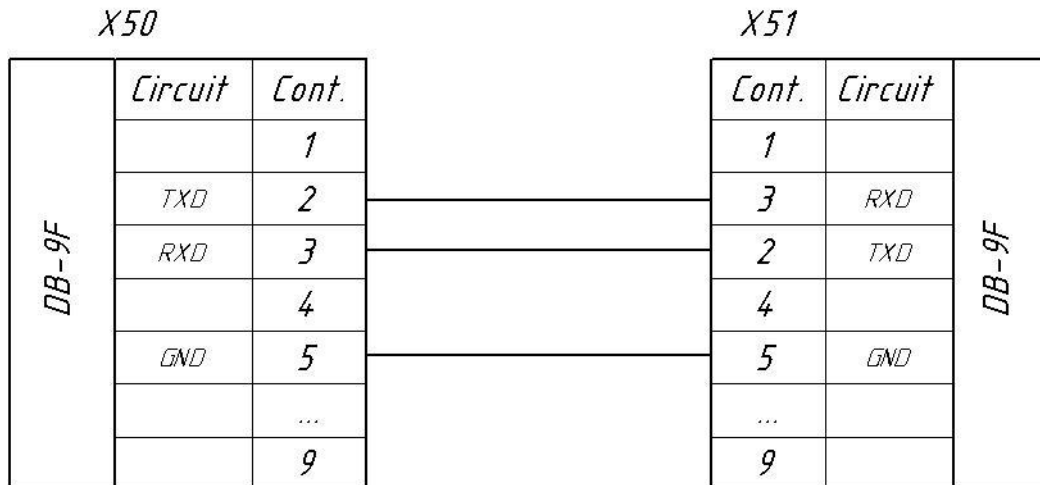 X50 X51
Circuit Cont. Cont. Circuit
1 1
TXD 2 3 RXD
RXD 3 2 TXD
4 4
GND 5 5 GND
... ...
9 9
DB-9F
DB-9F